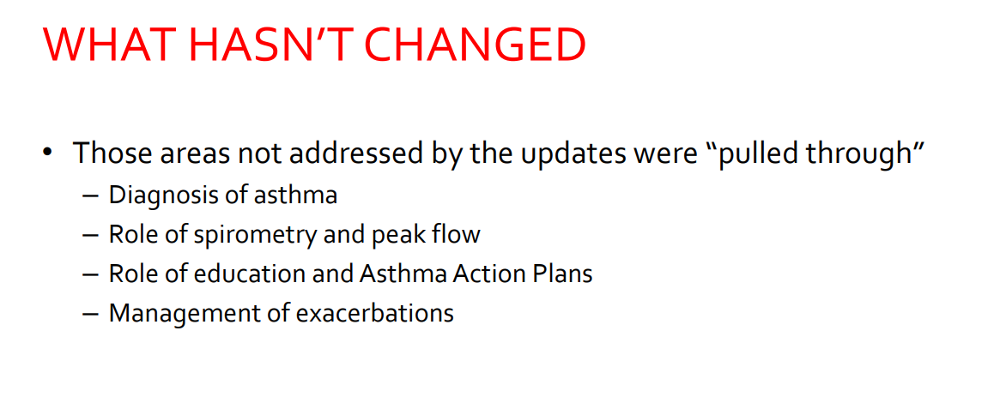 WHAT HASN’T CHANGED
• Those areas not addressed by the updates were “pulled through”
– Diagnosis of asthma
– Role of spirometry and peak flow
– Role of education and Asthma Action Plans
– Management of exacerbations